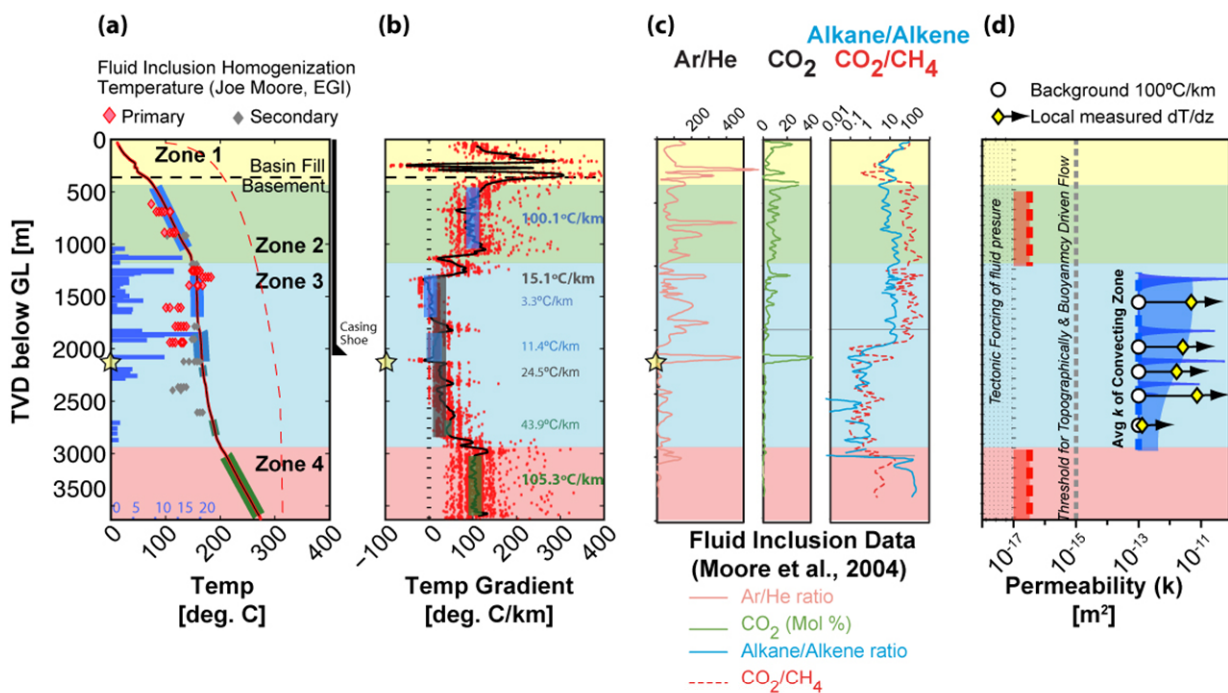 (a)
(b)
(c)
(d)
Fluid Inclusion Homogenization
Temperature (Joe Moore, EGI)
Primary
Secondary
Ar/He
CO2
Alkane/Alkene
CO2/CH4
Background 100ºC/km
Local measured dT/dz
200 400
0 20 40
0.01 0.1 10 100
TVD below GL [m]
0
500
1000
1500
2000
2500
3000
3500
Zone 1
Basin Fill
Basement
Zone 2
Zone 3
Zone 4
Casing
Shoe
0 5 10 15 20
0 100 200 300 400
Temp
[deg. C]
100.1ºC/km
15.1ºC/km
3.3ºC/km
11.4ºC/km
24.5ºC/km
43.9ºC/km
105.3ºC/km
-100 0 100 200 300 400
Temp Gradient
[deg. C/km]
Fluid Inclusion Data
(Moore et al., 2004)
Ar/He ratio
CO2 (Mol %)
Alkane/Alkene ratio
CO2/CH4
Tectonic Forcing of fluid presure
Threshold for Topographically & Buoyanmcy Driven Flow
Avg k of Convecting Zone
10-17 10-15 10-13 10-11
Permeability (k)
[m2]